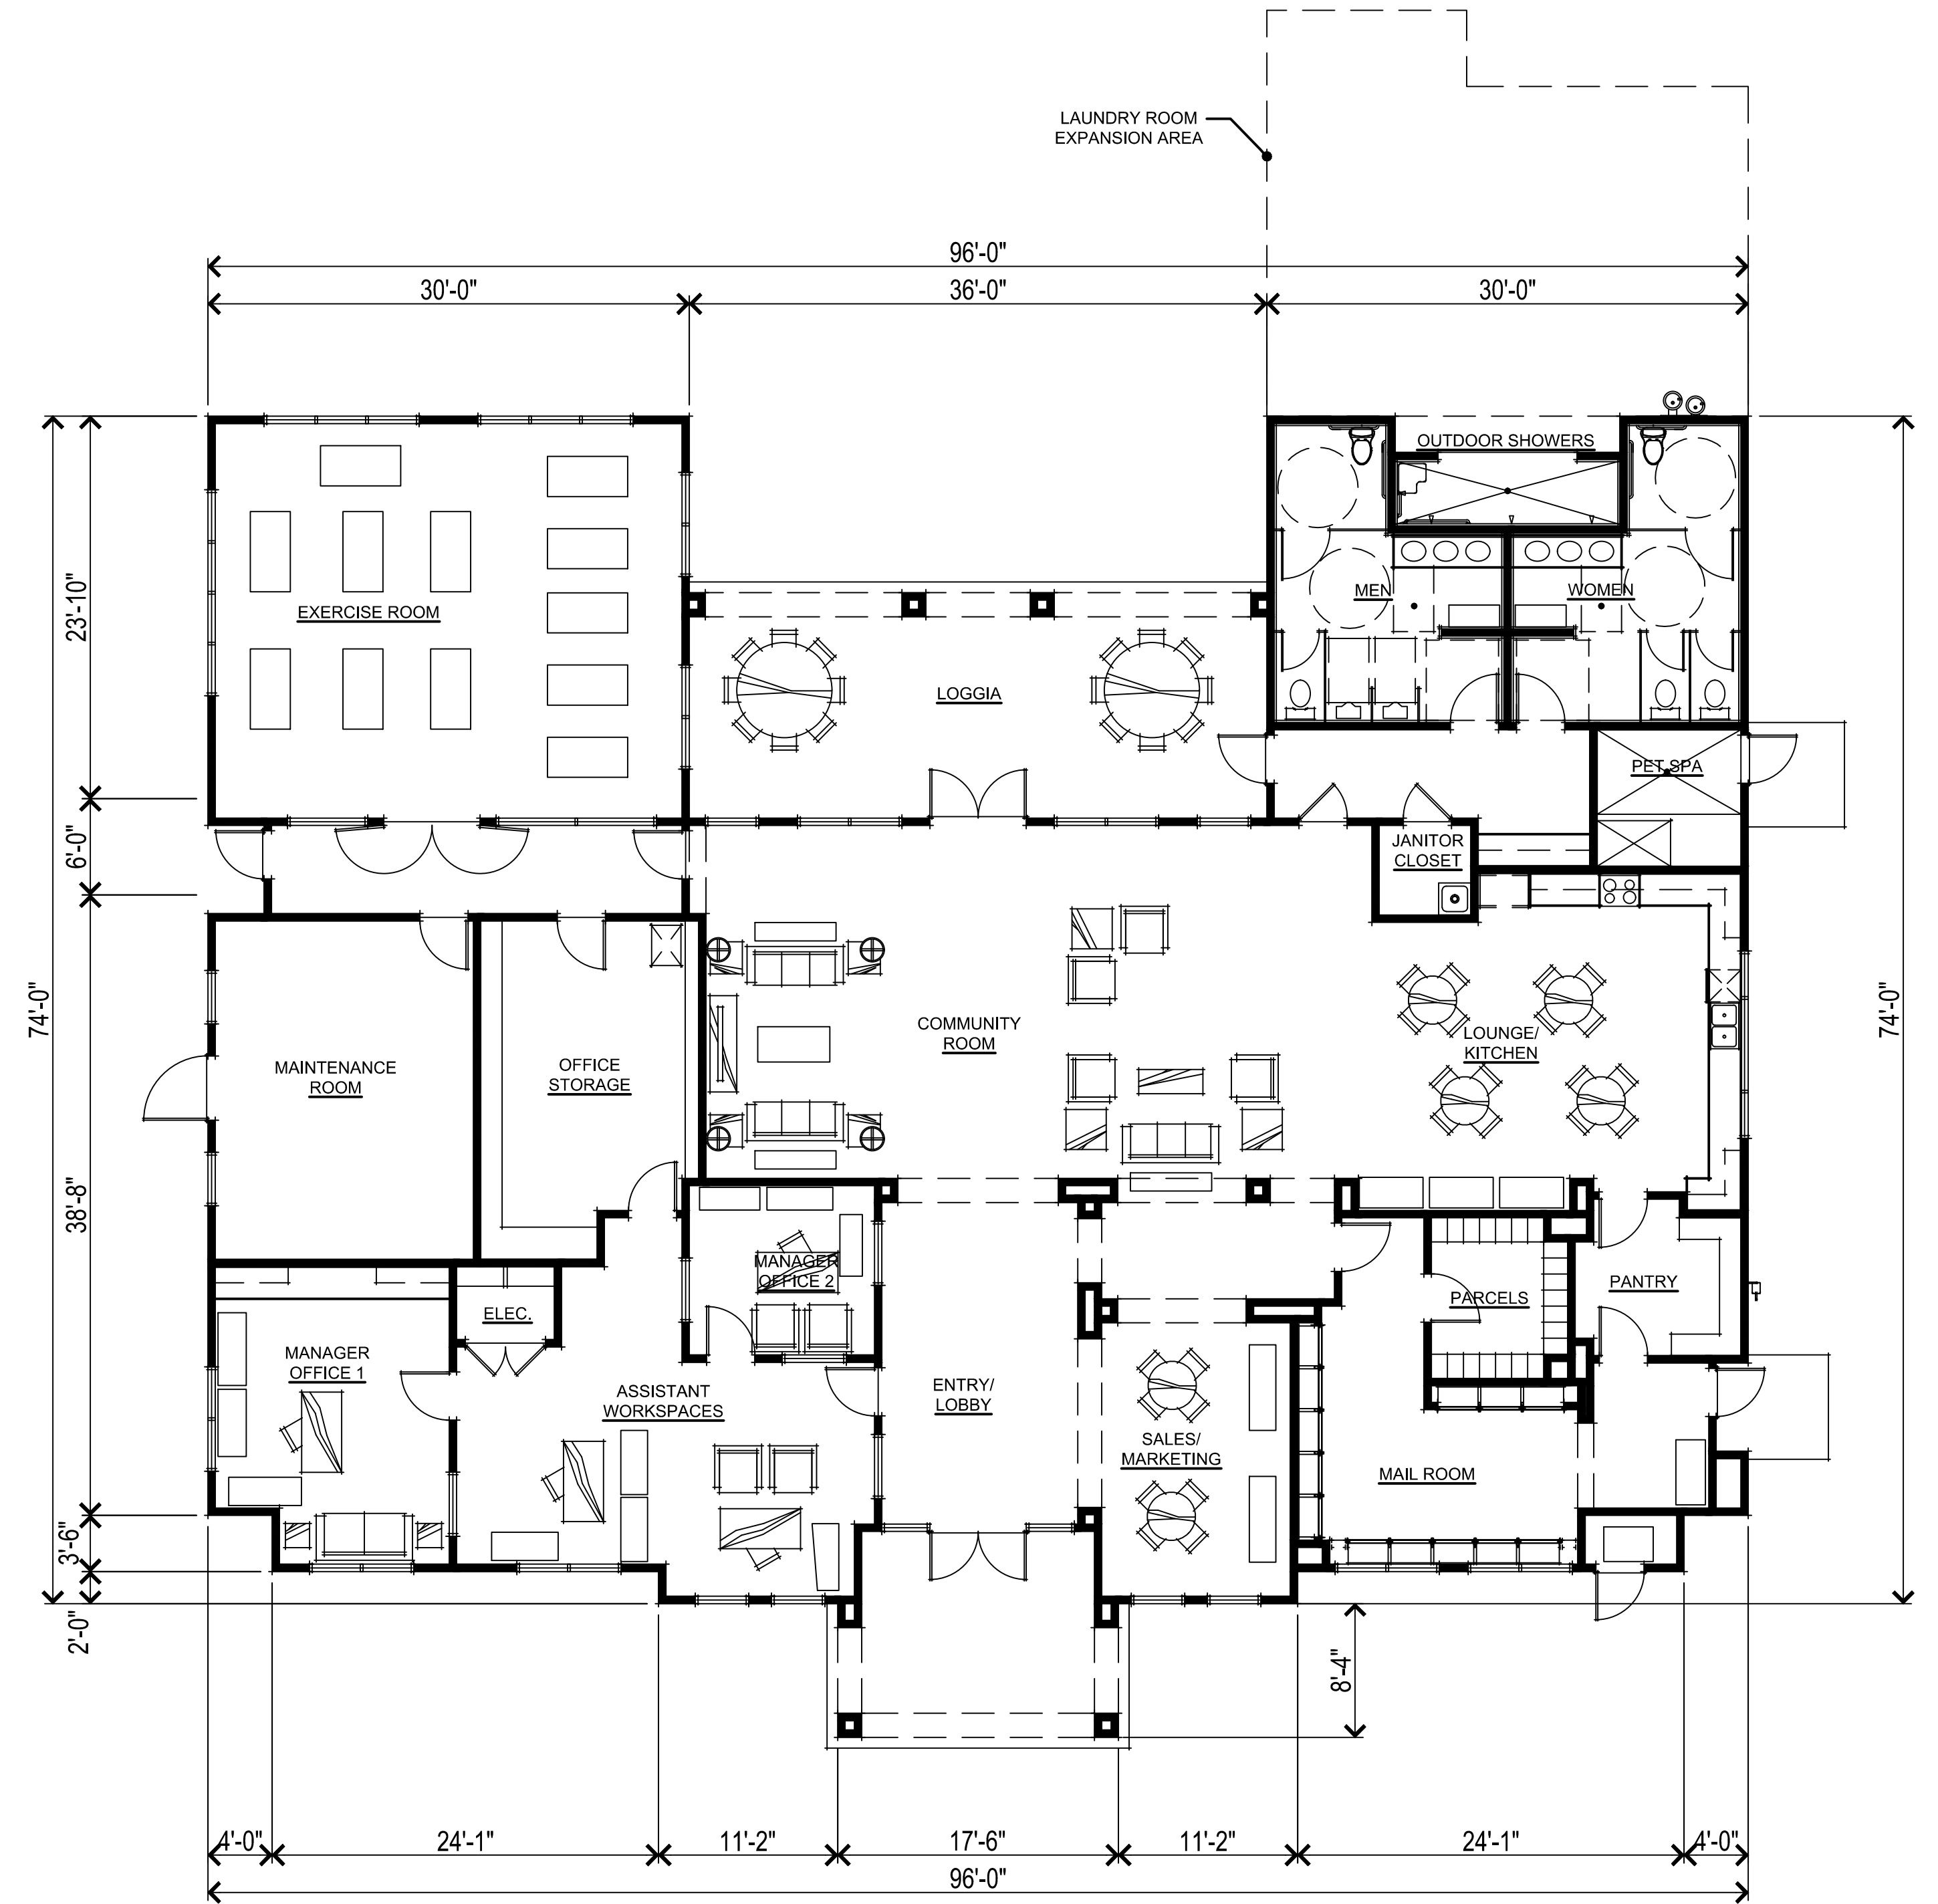 LAUNDRY ROOM
EXPANSION AREA
96'-0"
30'-0"
36'-0"
30'-0"
OUTDOOR SHOWERS
23'-10"
EXERCISE ROOM
MEN
WOMEN
LOGGIA
PET SPA
6'-0"
JANITOR
CLOSET
74'-0"
74'-0"
COMMUNITY
ROOM
LOUNGE/
KITCHEN
MAINTENANCE
ROOM
OFFICE
STORAGE
38'-8"
MANAGER
OFFICE 2
PANTRY
PARCELS
ELEC.
MANAGER
OFFICE 1
ASSISTANT
WORKSPACES
ENTRY/
LOBBY
SALES/
MARKETING
MAIL ROOM
3'-6"
2'-0"
8'-4"
4'-0"
24'-1"
11'-2"
17'-6"
11'-2"
24'-1"
4'-0"
96'-0"